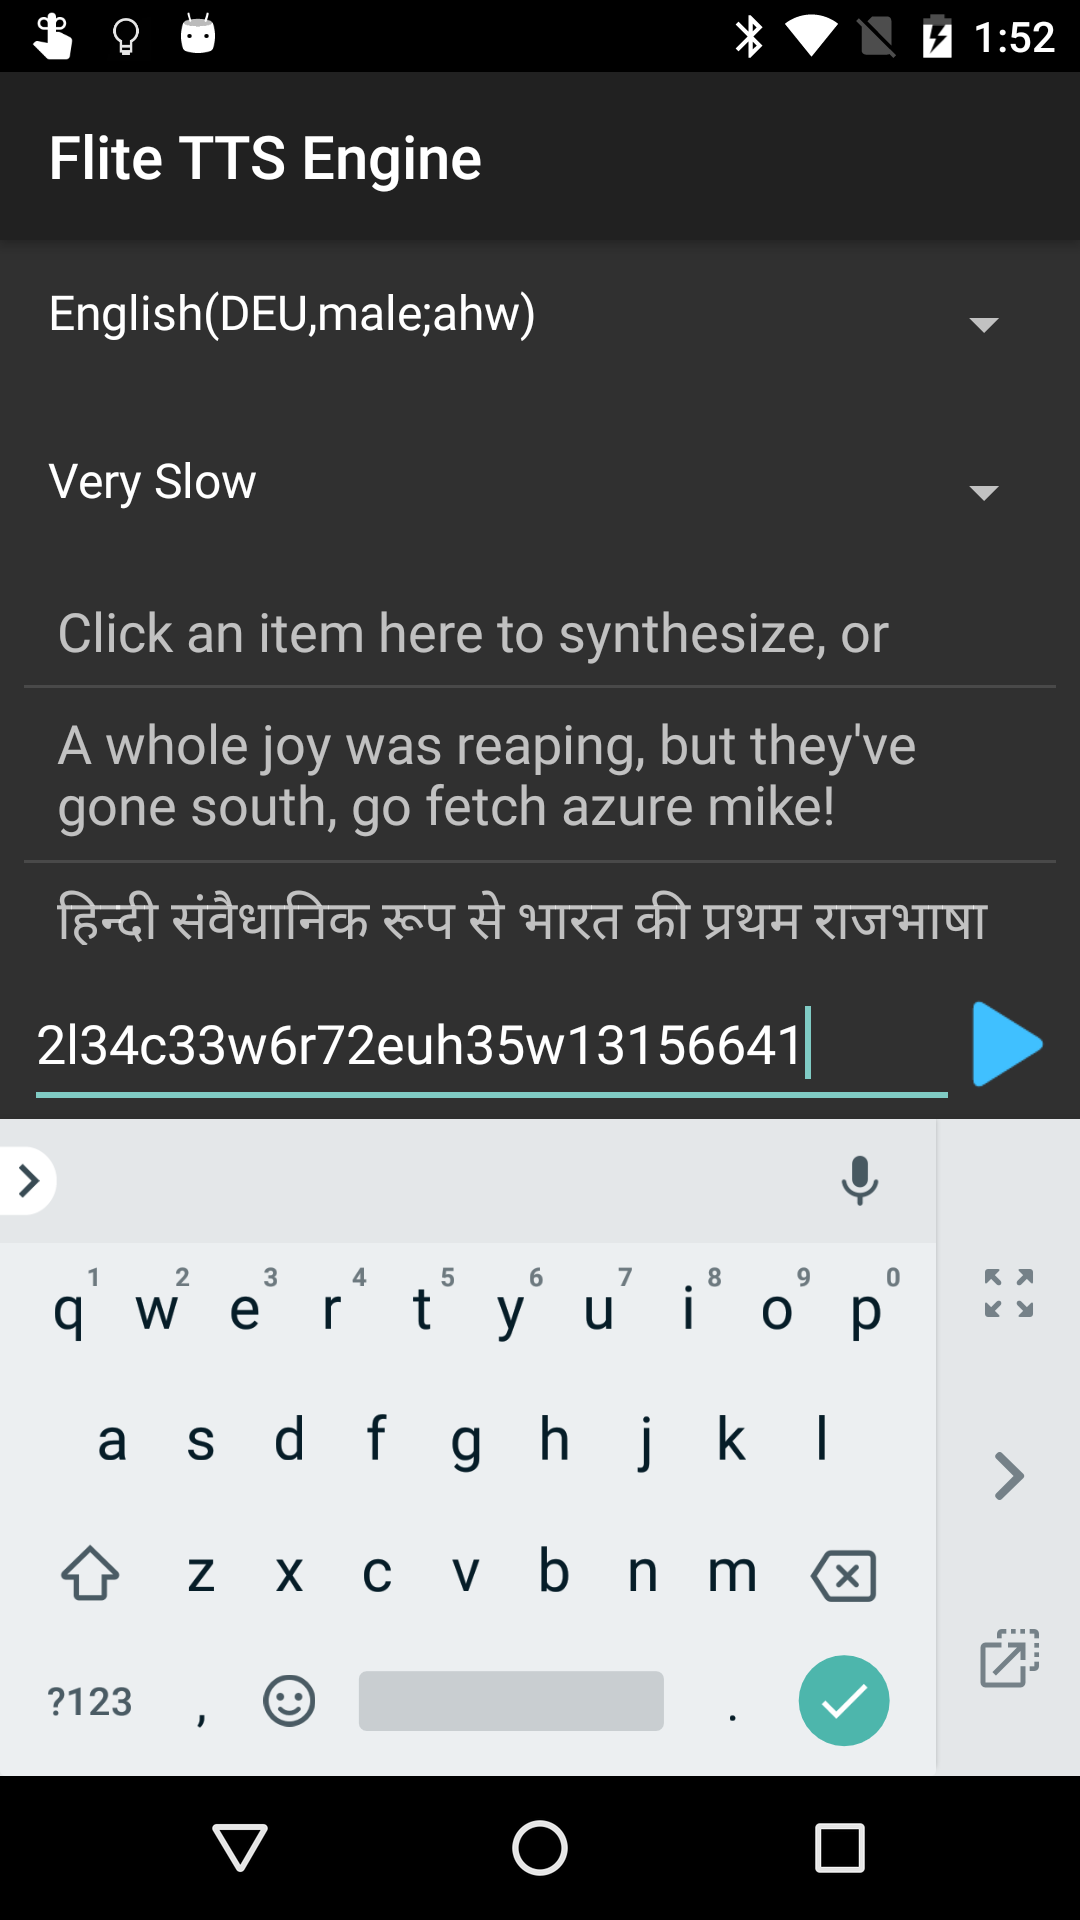 1:52
Flite TTS Engine
English(DEU,male;ahw)
Very Slow
Click an item here to synthesize, or
A whole joy was reaping, but they've
gone south, go fetch azure mike!
हिन्दी संवैधानिक रूप से भारत की प्रथम राजभाषा
2l34c33w6r72euh35w13156641
1 2 3 4 5 6 7 8 9 0
q w e r t y u i o p
a s d f g h j k l
z x c v b n m
?123 , .